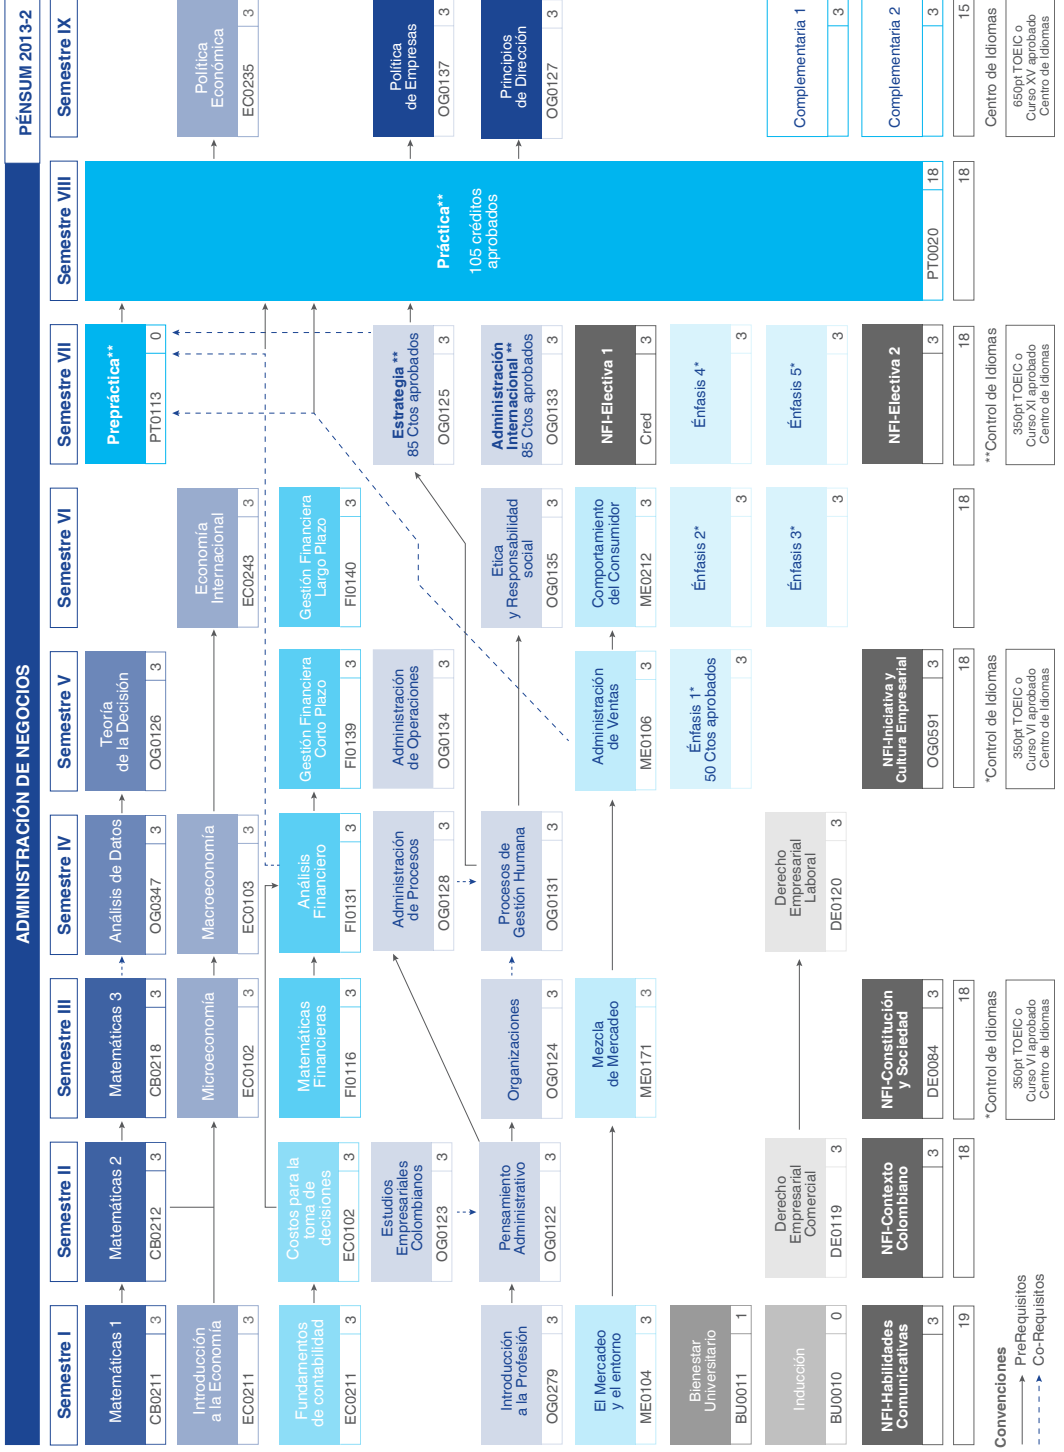 ADMINISTRACIÓN DE NEGOCIOS
PÉNSUM 2013-2
Semestre I
Semestre II
Semestre III
Semestre IV
Semestre V
Semestre VI
Semestre VII
Semestre VIII
Semestre IX
Matemáticas 1
CB0211
3
Matemáticas 2
CB0212
3
Matemáticas 3
CB0218
3
Análisis de Datos
OG0347
3
Teoría
de la Decisión
OG0126
3
Prepráctica**
PT0113
0
Práctica**
105 créditos
aprobados
PT0020
18
Introducción
a la Economía
EC0211
3
Microeconomía
EC0102
3
Macroeconomía
EC0103
3
Economía
Internacional
EC0243
3
Política
Económica
EC0235
3
Fundamentos
de contabilidad
EC0211
3
Costos para la
toma de
decisiones
EC0102
3
Matemáticas
Financieras
FI0116
3
Análisis
Financiero
FI0131
3
Gestión Financiera
Corto Plazo
FI0139
3
Gestión Financiera
Largo Plazo
FI0140
3
Estudios
Empresariales
Colombianos
OG0123
3
Administración
de Procesos
OG0128
3
Administración
de Operaciones
OG0134
3
Estrategia **
85 Ctos aprobados
OG0125
3
Política
de Empresas
OG0137
3
Introducción
a la Profesión
OG0279
3
Pensamiento
Administrativo
OG0122
3
Organizaciones
OG0124
3
Procesos de
Gestión Humana
OG0131
3
Etica
y Responsabilidad
social
OG0135
3
Administración
Internacional **
85 Ctos aprobados
OG0133
3
Principios
de Dirección
OG0127
3
El Mercadeo
y el entorno
ME0104
3
Mezcla
de Mercadeo
ME0171
3
Administración
de Ventas
ME0106
3
Comportamiento
del Consumidor
ME0212
3
NFI-Electiva 1
Cred
3
Bienestar
Universitario
BU0011
1
Énfasis 1*
50 Ctos aprobados
3
Énfasis 2*
3
Énfasis 4*
3
Inducción
BU0010
0
Derecho
Empresarial
Comercial
DE0119
3
Derecho
Empresarial
Laboral
DE0120
3
Énfasis 3*
3
Énfasis 5*
3
Complementaria 1
3
NFI-Habilidades
Comunicativas
3
NFI-Contexto
Colombiano
3
NFI-Constitución
y Sociedad
DE0084
3
NFI-Iniciativa y
Cultura Empresarial
OG0591
3
NFI-Electiva 2
3
Complementaria 2
3
19
18
18
18
18
18
18
15
Convenciones
PreRequisitos
Co-Requisitos
*Control de Idiomas
350pt TOEIC o
Curso VI aprobado
Centro de Idiomas
*Control de Idiomas
350pt TOEIC o
Curso VI aprobado
Centro de Idiomas
**Control de Idiomas
350pt TOEIC o
Curso XI aprobado
Centro de Idiomas
Centro de Idiomas
650pt TOEIC o
Curso XV aprobado
Centro de Idiomas